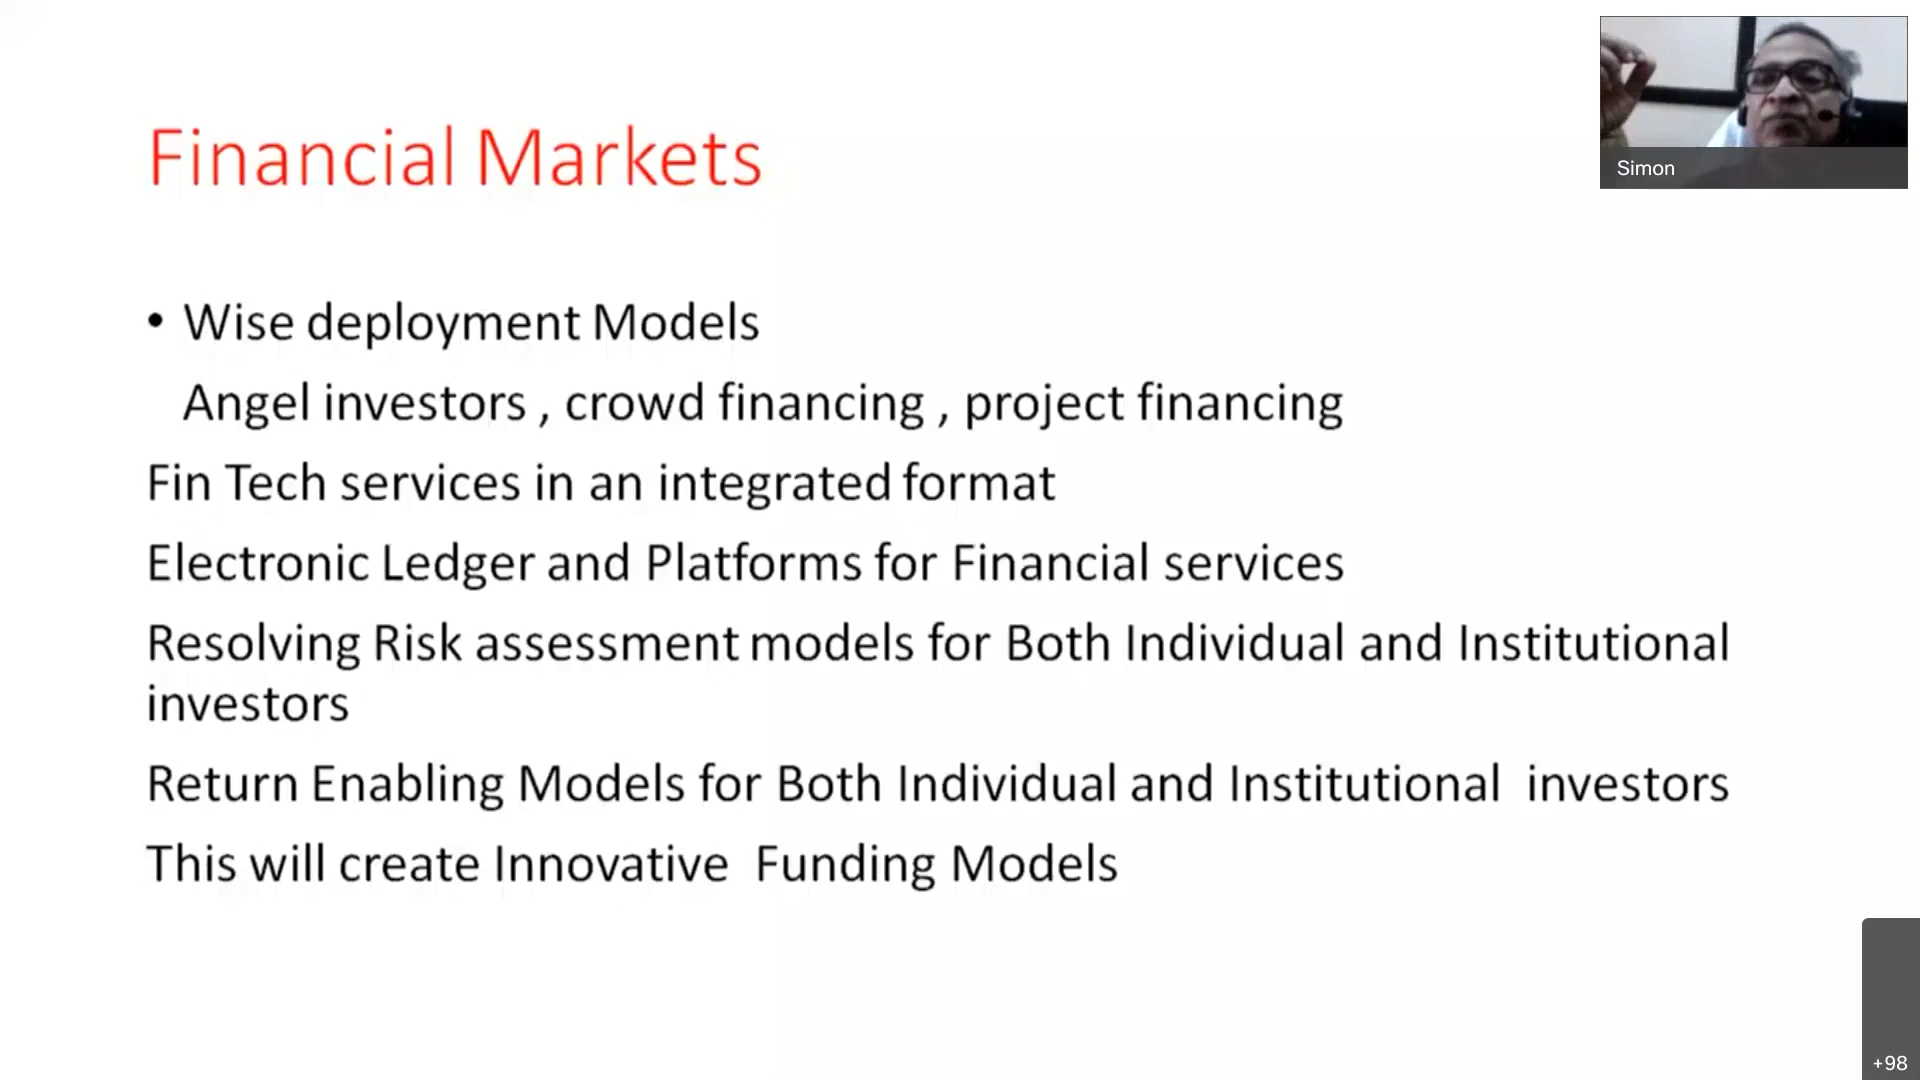 Financial Markets
Simon
• Wise deployment Models
Angel investors , crowd financing , project financing
Fin Tech services in an integrated format
Electronic Ledger and Platforms for Financial services
Resolving Risk assessment models for Both Individual and Institutional
investors
Return Enabling Models for Both Individual and Institutional  investors
This will create Innovative  Funding Models
+98